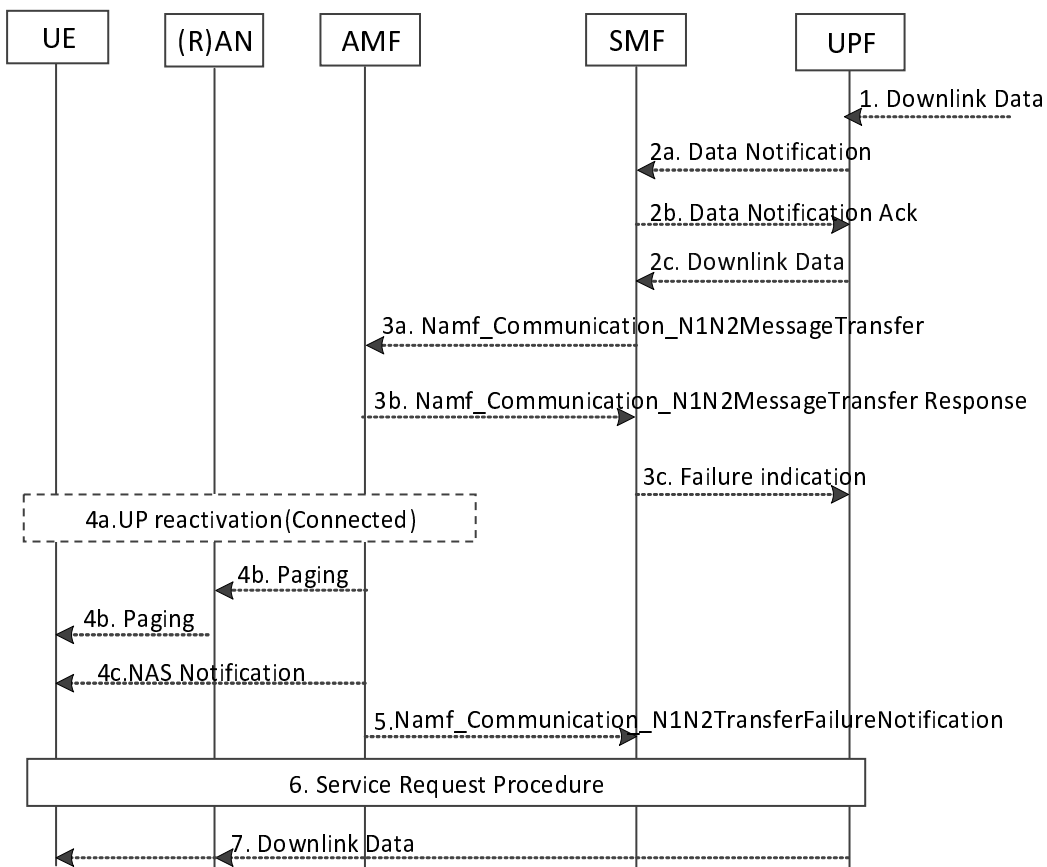 UE
(R)AN
AMF
SMF
UPF
1. Downlink Data
2a. Data Notification
2b. Data Notification Ack
2c. Downlink Data
3a. Namf_Communication_N1N2MessageTransfer
3b. Namf_Communication_N1N2MessageTransfer Response
3c. Failure indication
4a.UP reactivation(Connected)
4b. Paging
4b. Paging
4c.NAS Notification
5.Namf_Communication_N1N2TransferFailureNotification
6. Service Request Procedure
7. Downlink Data